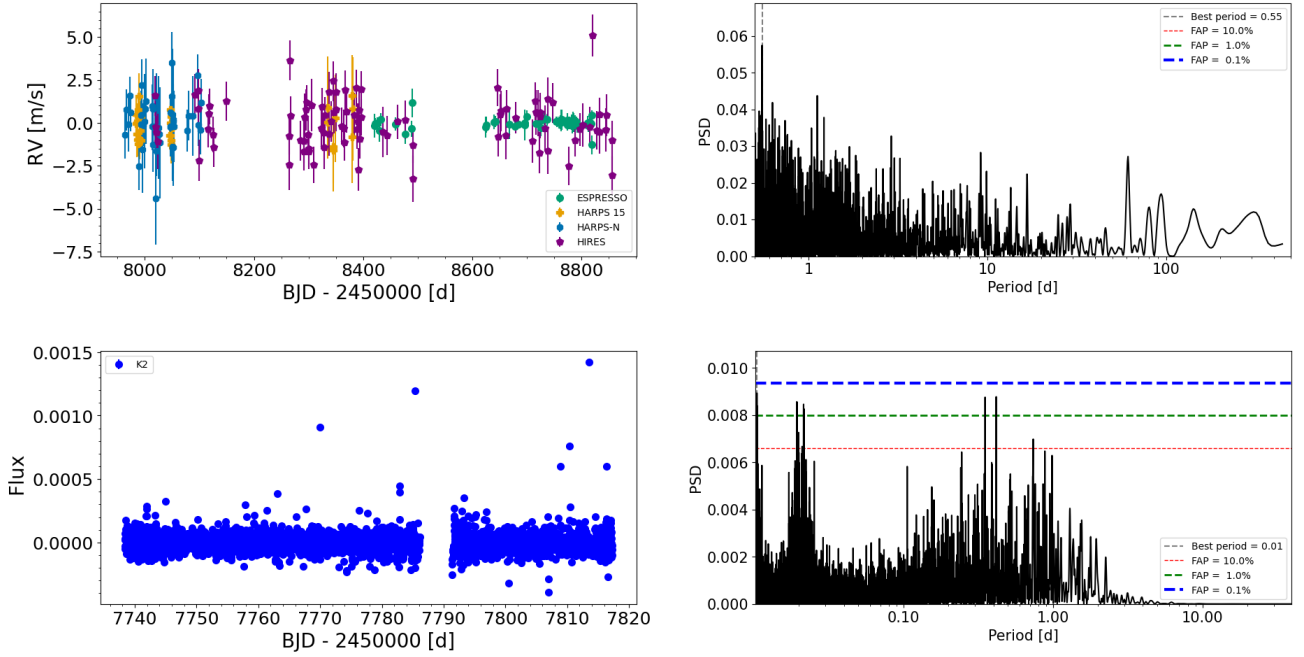 5.0
2.5
0.0
−2.5
−5.0
−7.5
RV [m/s]
8000
8200
8400
8600
8800
BJD - 2450000 [d]
ESPRESSO
HARPS 15
HARPS-N
HIRES
0.06
0.05
0.04
0.03
0.02
0.01
0.00
PSD
1
10
100
Period [d]
Best period = 0.55
FAP = 10.0%
FAP =  1.0%
FAP =  0.1%
0.0015
0.0010
0.0005
0.0000
Flux
7740
7750
7760
7770
7780
7790
7800
7810
7820
BJD - 2450000 [d]
K2
0.010
0.008
0.006
0.004
0.002
0.000
PSD
0.10
1.00
10.00
Period [d]
Best period = 0.01
FAP = 10.0%
FAP =  1.0%
FAP =  0.1%